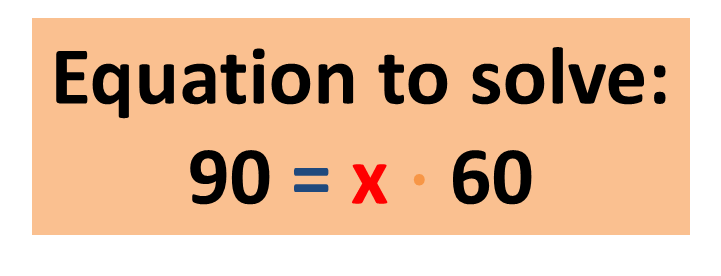 Equation to solve:
90 = x · 60